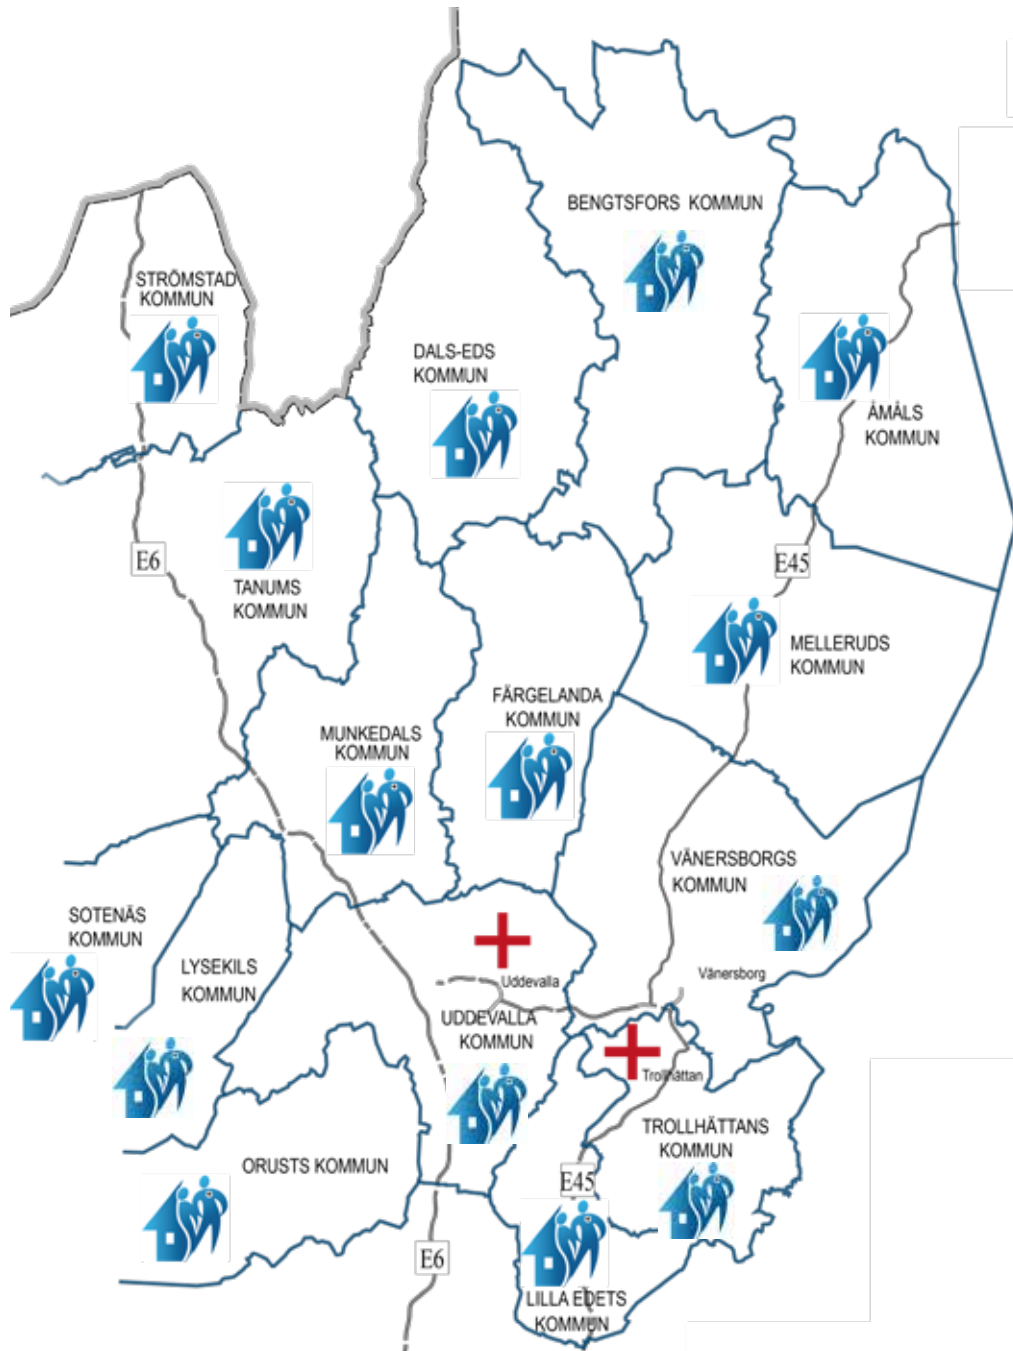 BENGTSFORS KOMMUN
STRÖMSTAD
KOMMUN
DALS-EDS
KOMMUN
ÅMÅLS
KOMMUN
E6
E45
TANUMS
KOMMUN
MELLERUDS
KOMMUN
FÄRGELANDA
KOMMUN
MUNKEDALS
KOMMUN
VÄNERSBORGS
KOMMUN
SOTENÄS
KOMMUN
LYSEKILS
KOMMUN
Uddevalla
Vänersborg
UDDEVALLA
KOMMUN
Trollhättan
TROLLHÄTTANS
KOMMUN
ORUSTS KOMMUN
E45
E6
LILLA EDETS
KOMMUN